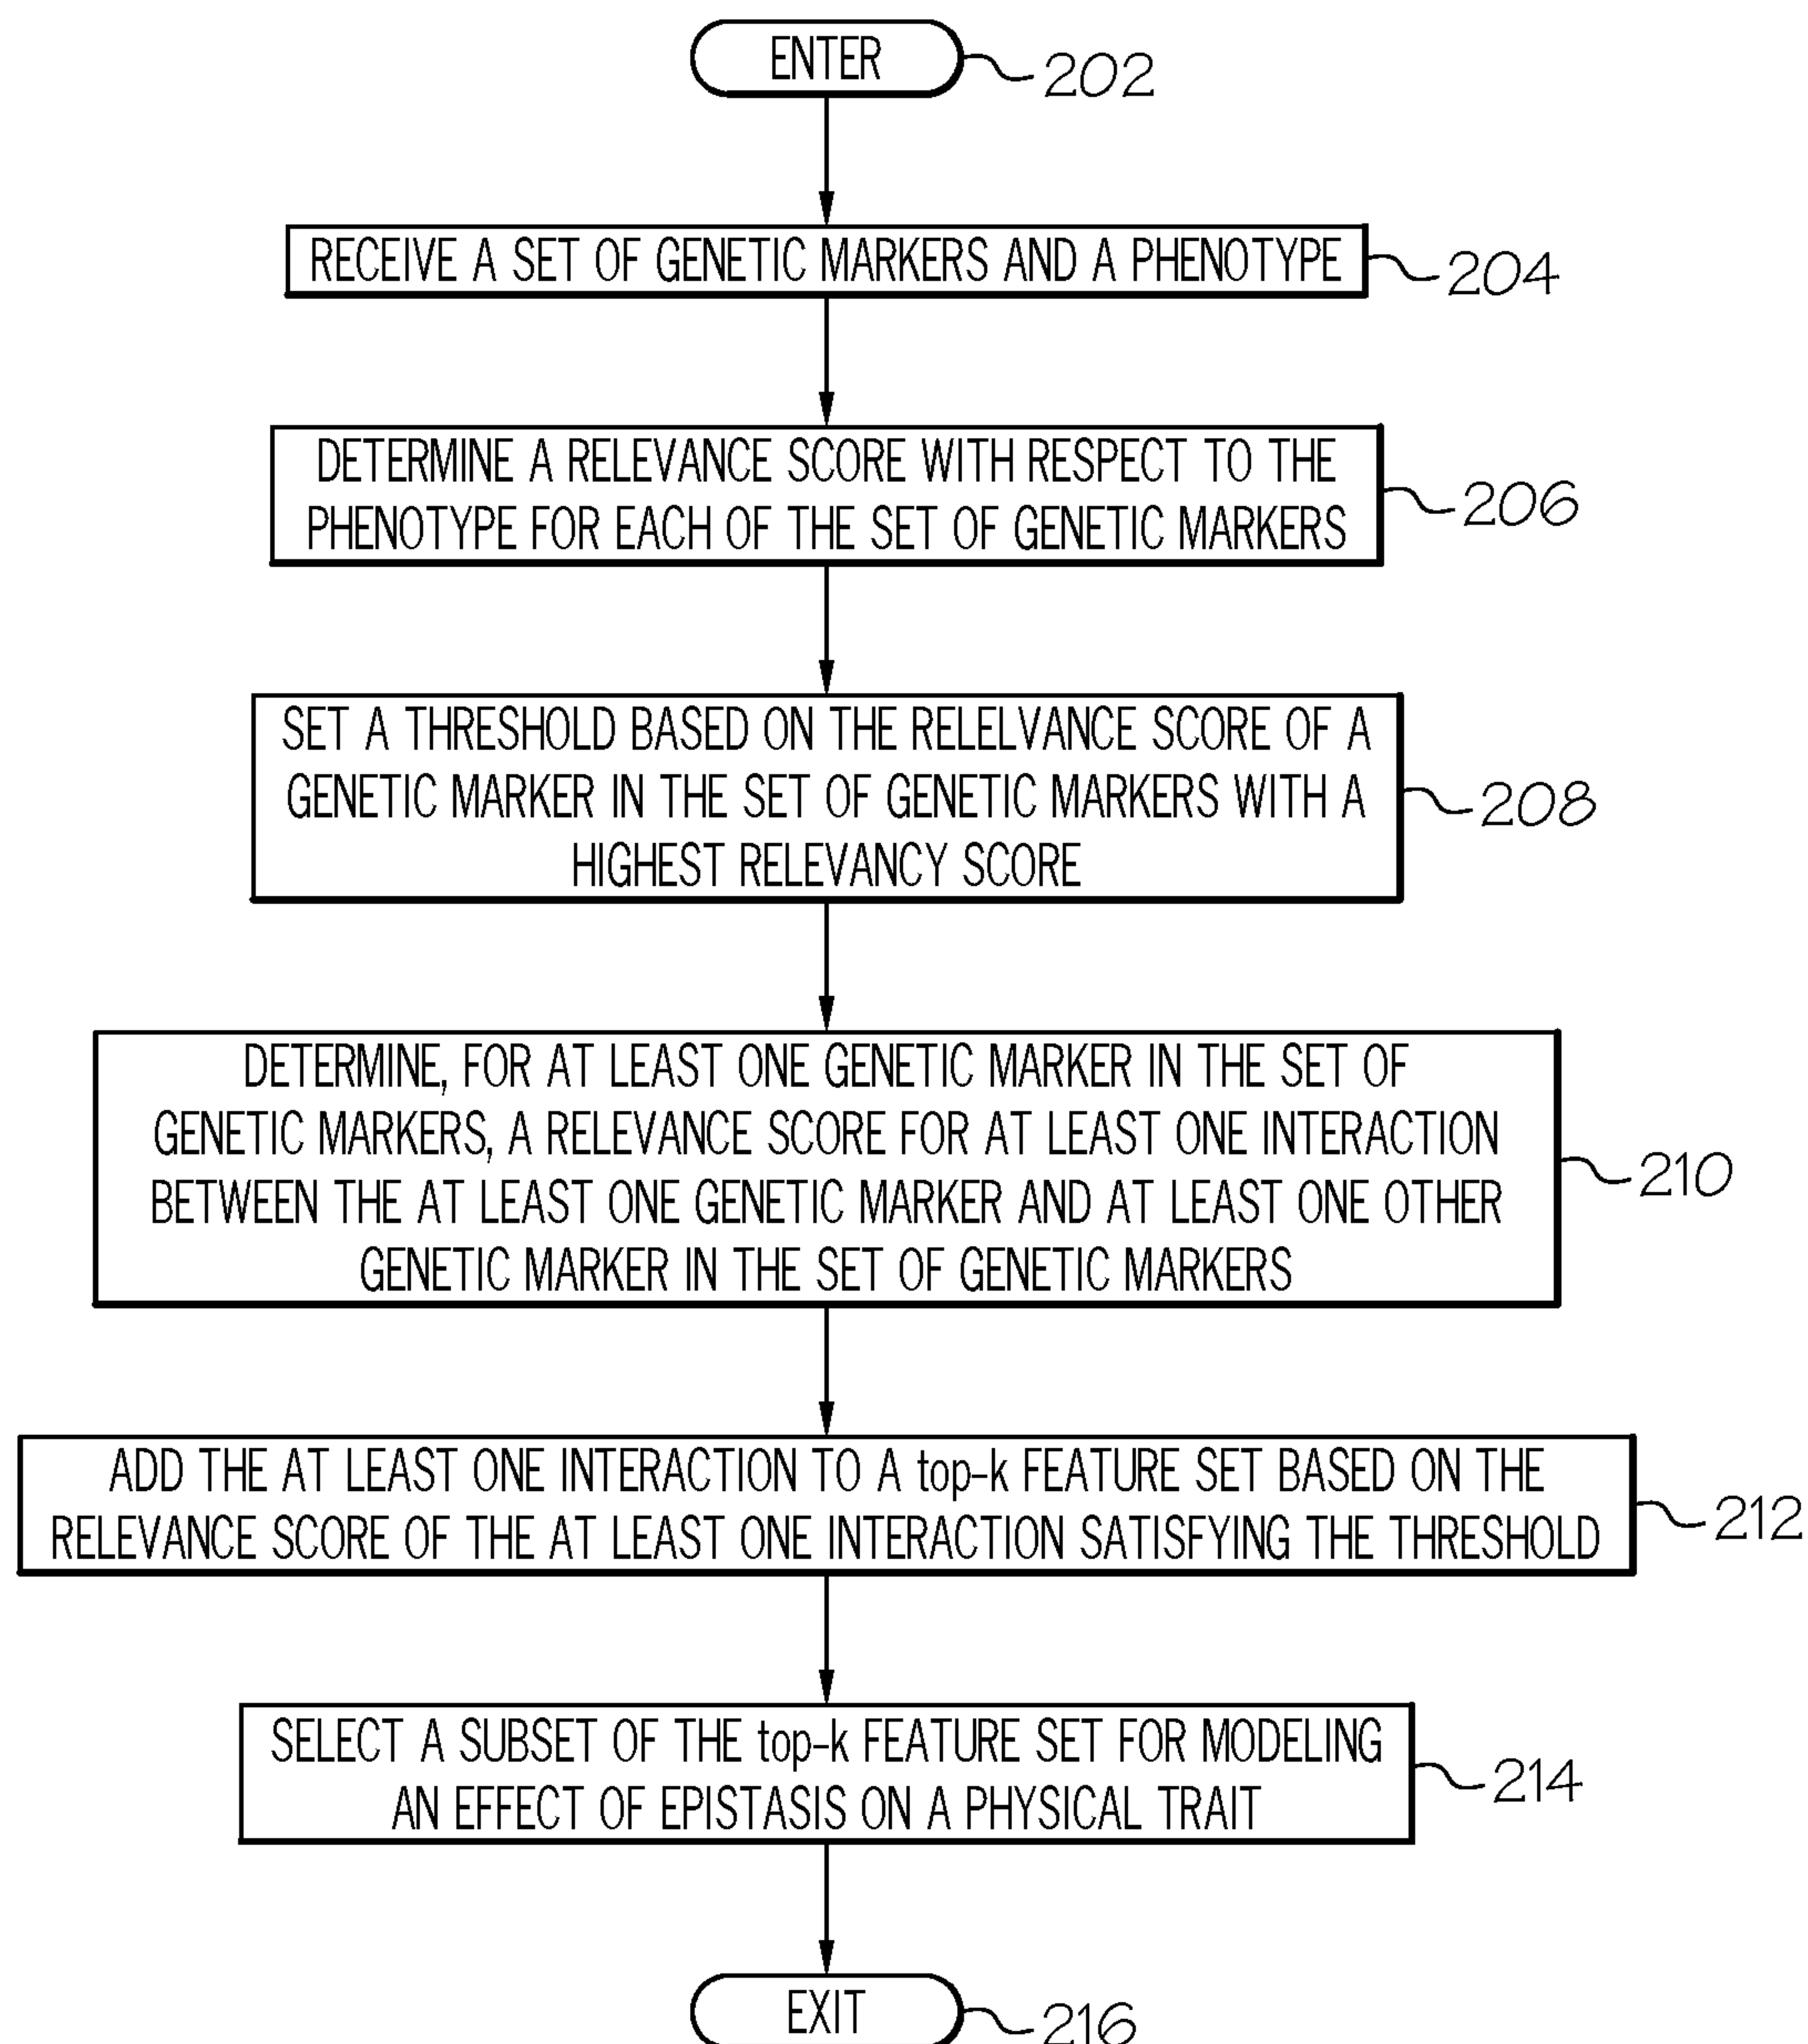 ENTER
202
RECEIVE A SET OF GENETIC MARKERS AND A PHENOTYPE
204
DETERMINE A RELEVANCE SCORE WITH RESPECT TO THE
PHENOTYPE FOR EACH OF THE SET OF GENETIC MARKERS
206
SET A THRESHOLD BASED ON THE RELELVANCE SCORE OF A
GENETIC MARKER IN THE SET OF GENETIC MARKERS WITH A
HIGHEST RELEVANCY SCORE
208
DETERMINE, FOR AT LEAST ONE GENETIC MARKER IN THE SET OF
GENETIC MARKERS, A RELEVANCE SCORE FOR AT LEAST ONE INTERACTION
BETWEEN THE AT LEAST ONE GENETIC MARKER AND AT LEAST ONE OTHER
GENETIC MARKER IN THE SET OF GENETIC MARKERS
210
ADD THE AT LEAST ONE INTERACTION TO A top-k FEATURE SET BASED ON THE
RELEVANCE SCORE OF THE AT LEAST ONE INTERACTION SATISFYING THE THRESHOLD
212
SELECT A SUBSET OF THE top-k FEATURE SET FOR MODELING
AN EFFECT OF EPISTASIS ON A PHYSICAL TRAIT
214
EXIT
216